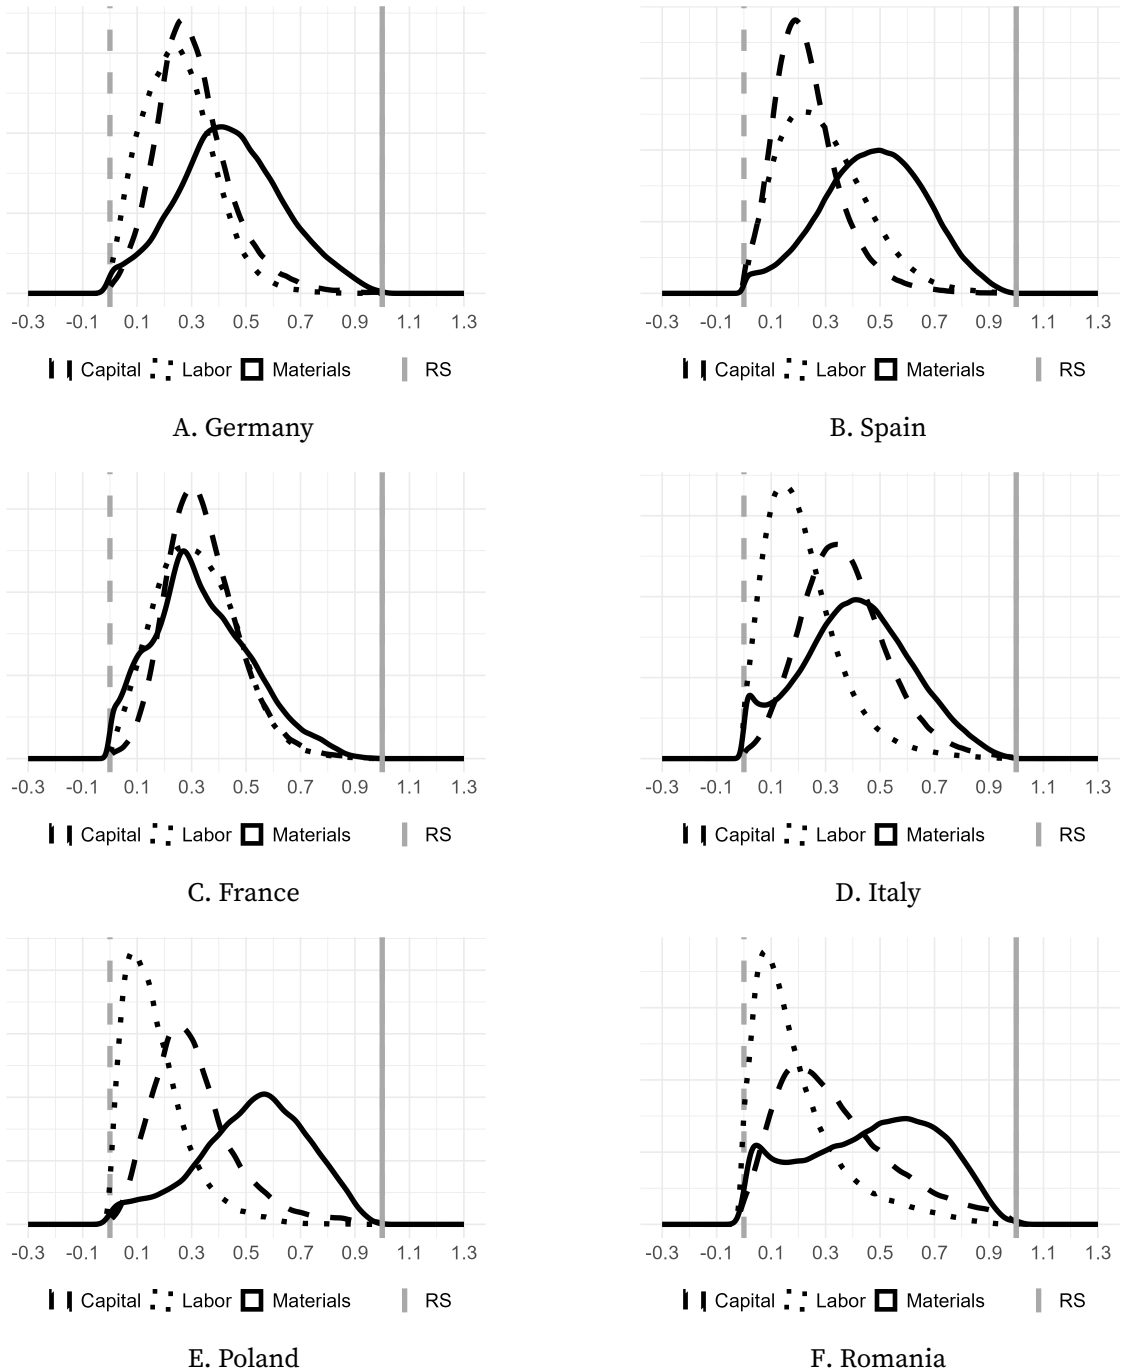 -0.3 -0.1 0.1 0.3 0.5 0.7 0.9 1.1 1.3
Capital Labor Materials RS
A. Germany
-0.3 -0.1 0.1 0.3 0.5 0.7 0.9 1.1 1.3
Capital Labor Materials RS
B. Spain
-0.3 -0.1 0.1 0.3 0.5 0.7 0.9 1.1 1.3
Capital Labor Materials RS
C. France
-0.3 -0.1 0.1 0.3 0.5 0.7 0.9 1.1 1.3
Capital Labor Materials RS
D. Italy
-0.3 -0.1 0.1 0.3 0.5 0.7 0.9 1.1 1.3
Capital Labor Materials RS
E. Poland
-0.3 -0.1 0.1 0.3 0.5 0.7 0.9 1.1 1.3
Capital Labor Materials RS
F. Romania